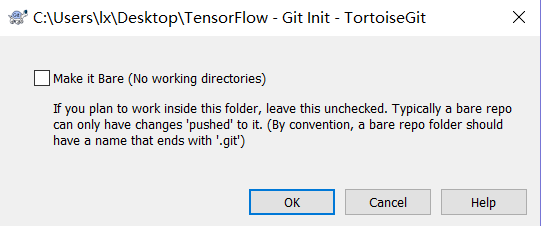 C:\Users\lx\Desktop\TensorFlow - Git Init - TortoiseGit
Make it Bare (No working directories)
If you plan to work inside this folder, leave this unchecked. Typically a bare repo
can only have changes 'pushed' to it. (By convention, a bare repo folder should
have a name that ends with '.git')
OK Cancel Help